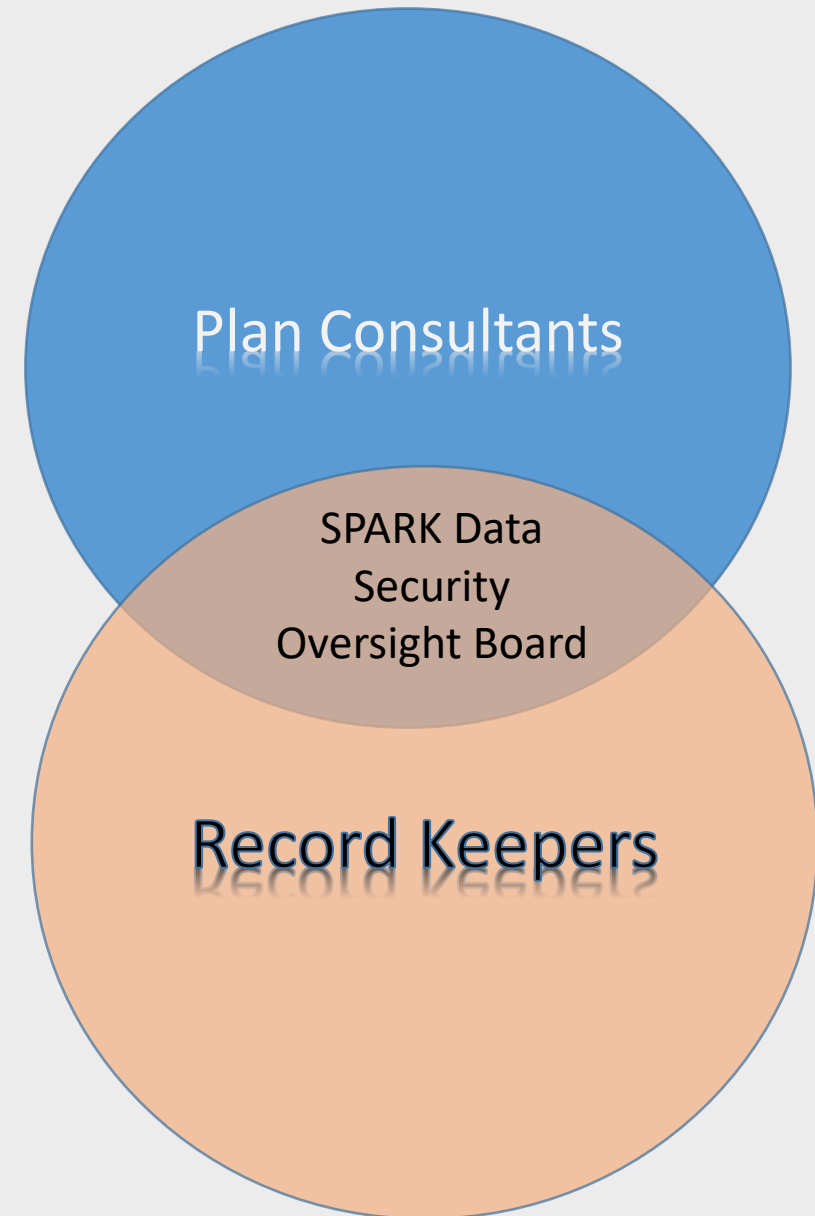 Plan Consultants
SPARK Data
Security
Oversight Board
Record Keepers